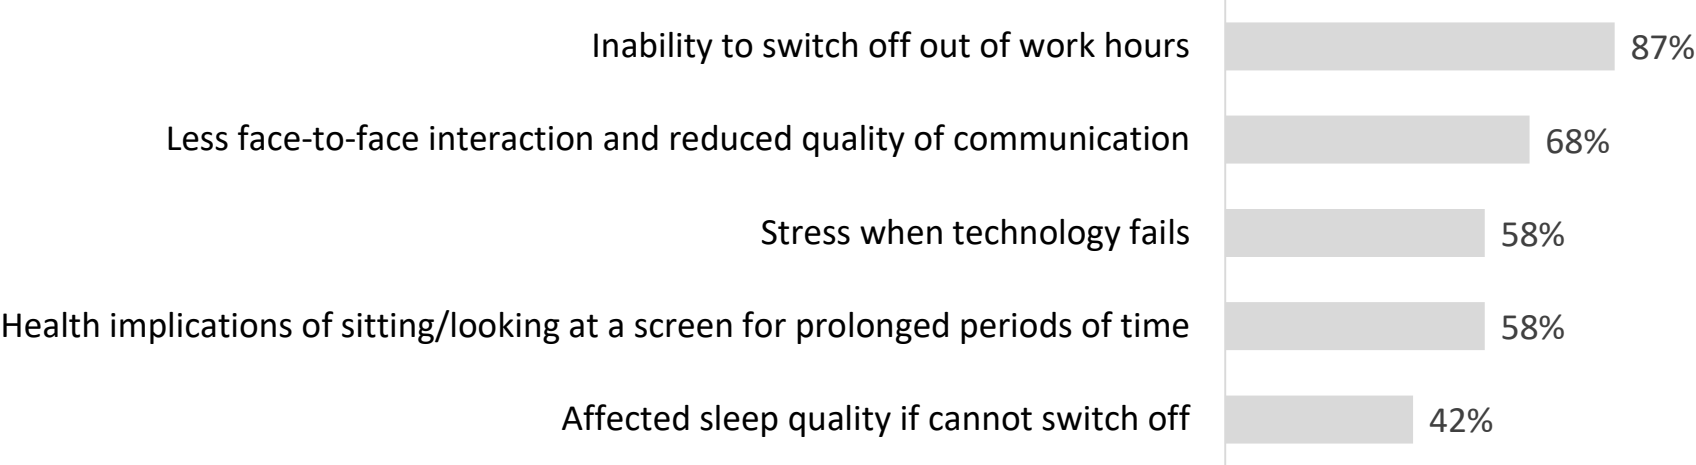 Inability to switch off out of work hours 87%
Less face-to-face interaction and reduced quality of communication 68%
Stress when technology fails 58%
Health implications of sitting/looking at a screen for prolonged periods of time 58%
Affected sleep quality if cannot switch off 42%